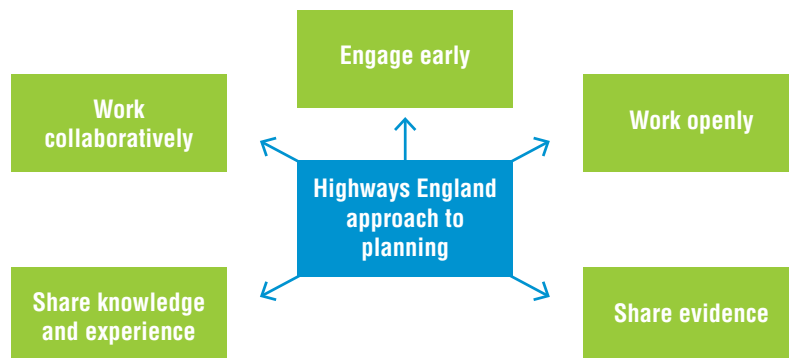 Engage early
Work
collaboratively
Work openly
Highways England
approach to
planning
Share knowledge
and experience
Share evidence